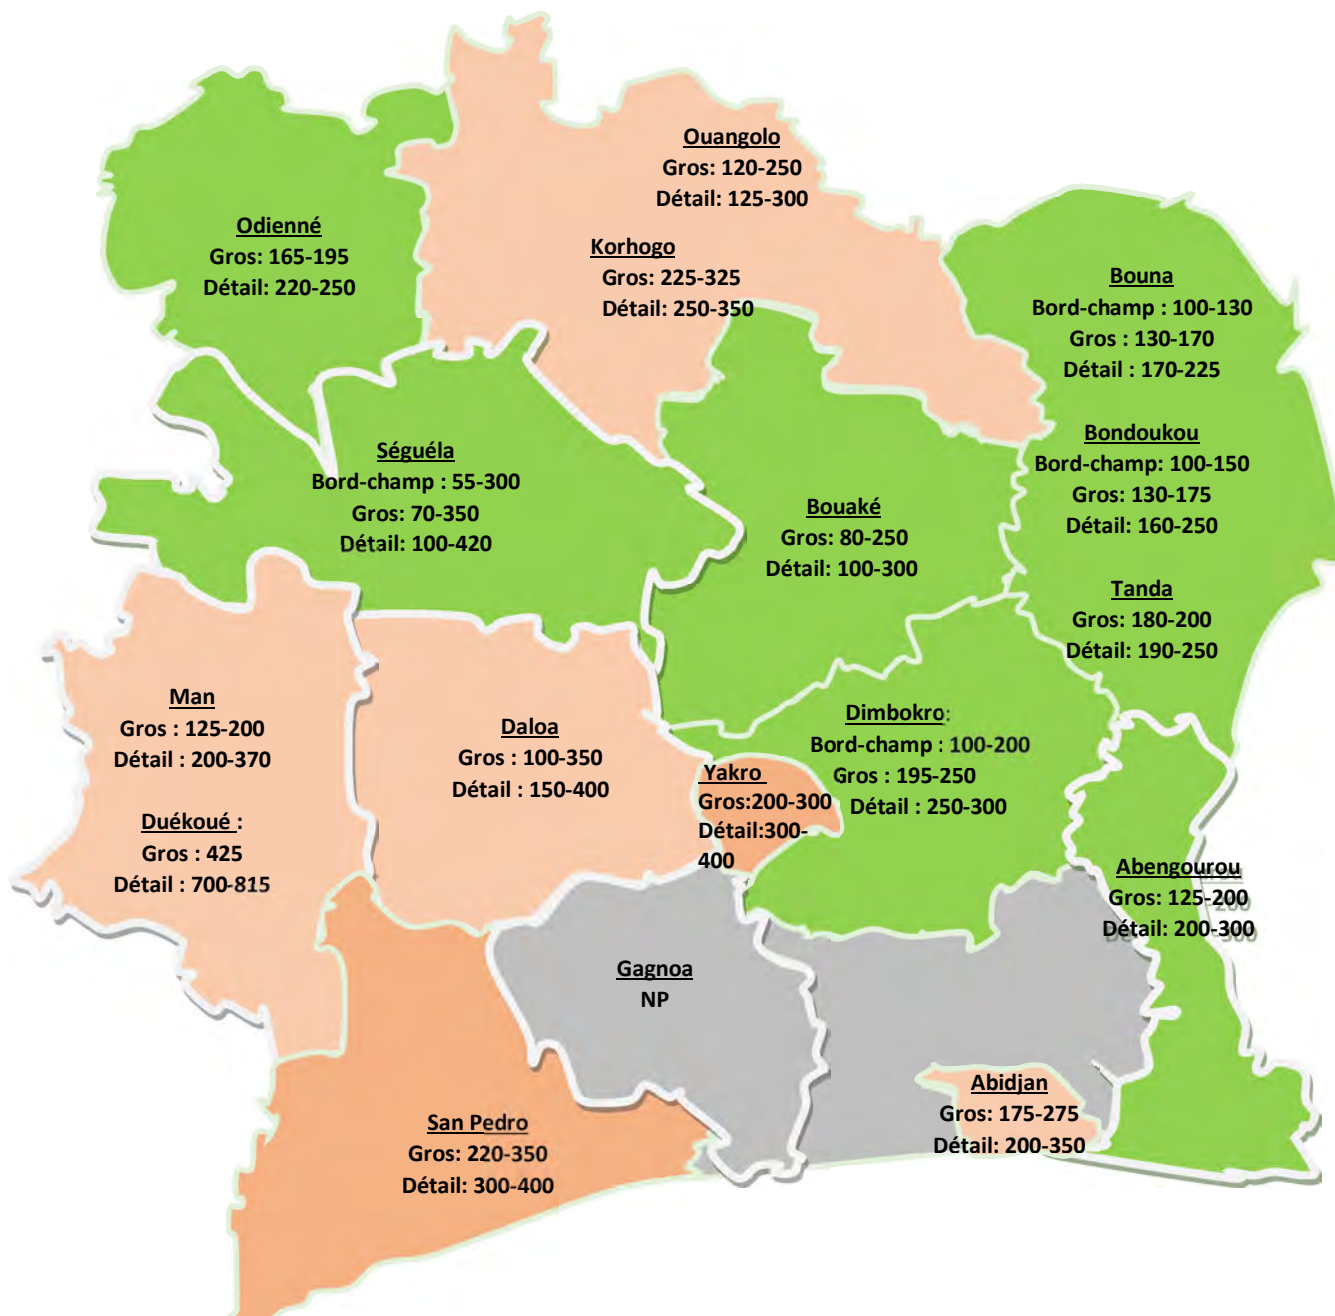 Ouangolo
Gros: 120-250
Détail: 125-300
Odienné
Gros: 165-195
Détail: 220-250
Korhogo
Gros: 225-325
Détail: 250-350
Bouna
Bord-champ : 100-130
Gros : 130-170
Détail : 170-225
Bondoukou
Bord-champ: 100-150
Gros: 130-175
Détail: 160-250
Séguéla
Bord-champ : 55-300
Gros: 70-350
Détail: 100-420
Bouaké
Gros: 80-250
Détail: 100-300
Tanda
Gros: 180-200
Détail: 190-250
Man
Gros : 125-200
Détail : 200-370
Daloa
Gros : 100-350
Détail : 150-400
Dimbokro:
Bord-champ : 100-200
Gros : 195-250
Détail : 250-300
Yakro
Gros:200-300
Détail:300-
400
Duékoué :
Gros : 425
Détail : 700-815
Abengourou
Gros: 125-200
Détail: 200-300
Gagnoa
NP
Abidjan
Gros: 175-275
Détail: 200-350
San Pedro
Gros: 220-350
Détail: 300-400